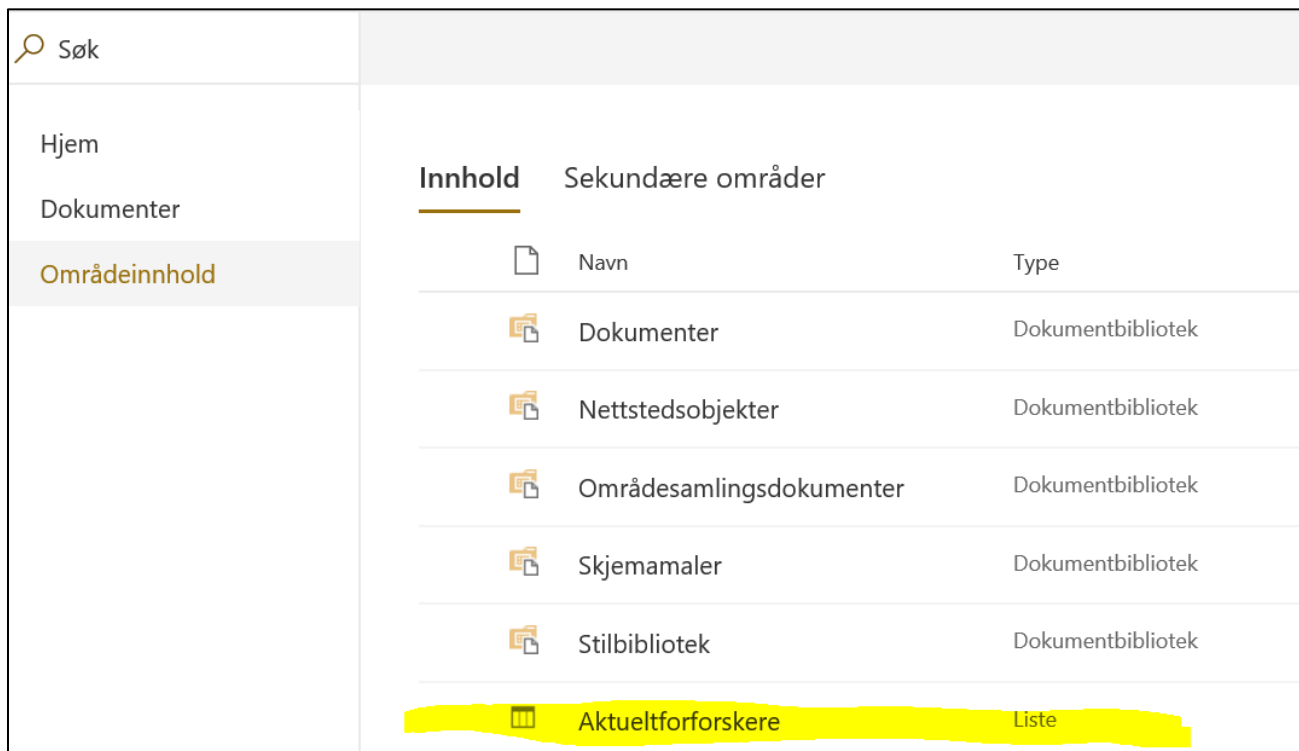 Søk
Hjem
Dokumenter
Områdeinnhold
Innhold Sekundære områder
Navn Type
Dokumenter Dokumentbibliotek
Nettstedsobjekter Dokumentbibliotek
Områdesamlingsdokumenter Dokumentbibliotek
Skjemamaler Dokumentbibliotek
Stilbibliotek Dokumentbibliotek
Aktueltforforskere Liste